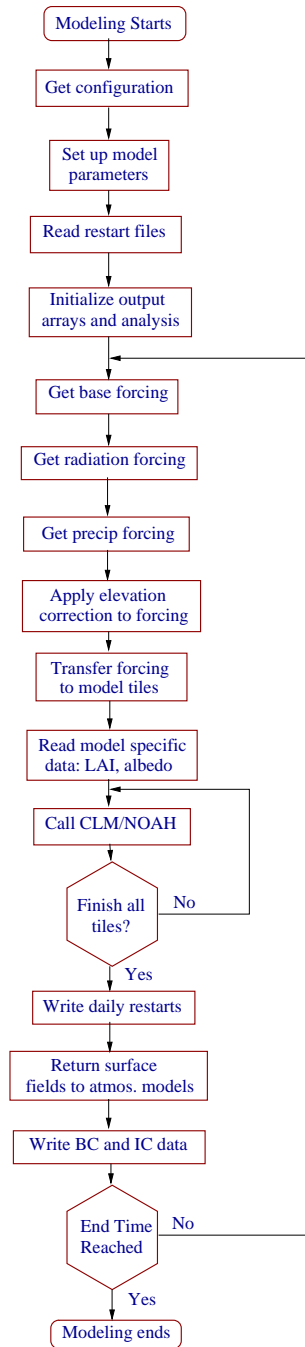 Modeling Starts
Get configuration
Set up model
parameters
Read restart files
Initialize output
arrays and analysis
Get base forcing
Get radiation forcing
Get precip forcing
Apply elevation
correction to forcing
Transfer forcing
to model tiles
Read model specific
data: LAI, albedo
Call CLM/NOAH
Finish all
tiles?
No
Yes
Write daily restarts
Return surface
fields to atmos. models
Write BC and IC data
End Time
Reached
No
Yes
Modeling ends